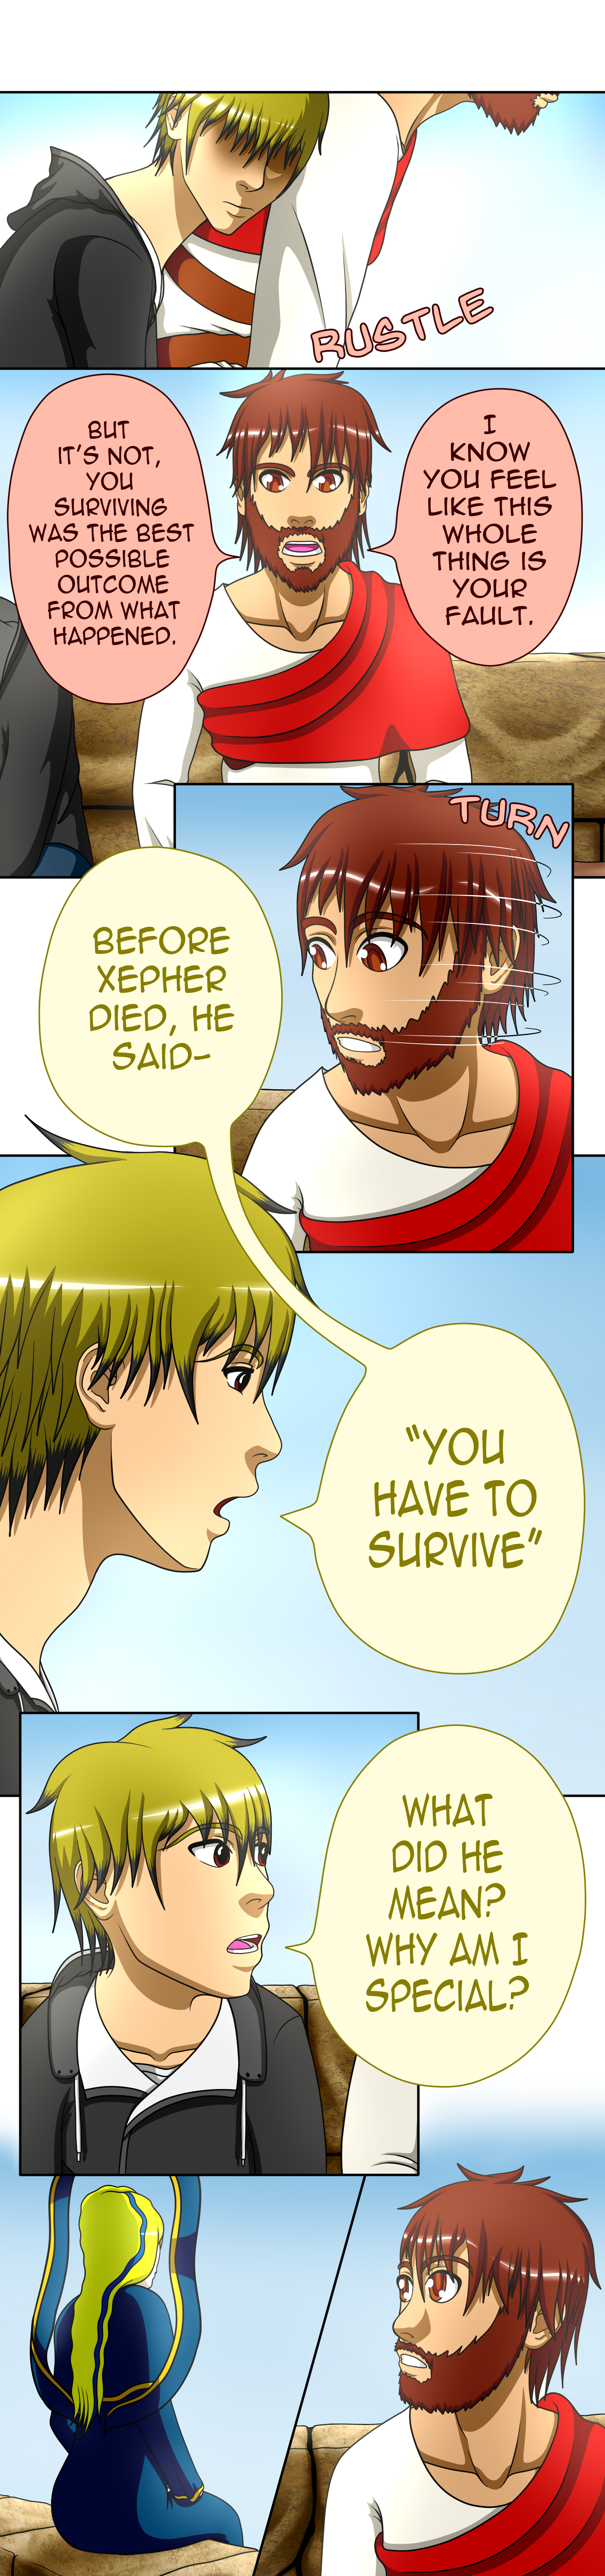 RUSTLE
I
KNOW
YOU FEEL
LIKE THIS
WHOLE
THING IS
YOUR
FAULT.
BUT
IT'S NOT,
YOU
SURVIVING
WAS THE BEST
POSSIBLE
OUTCOME
FROM WHAT
HAPPENED.
TURN
BEFORE
XEPHER
DIED, HE
SAID-
"YOU
HAVE TO
SURVIVE"
WHAT
DID HE
MEAN?
WHY AM I
SPECIAL?